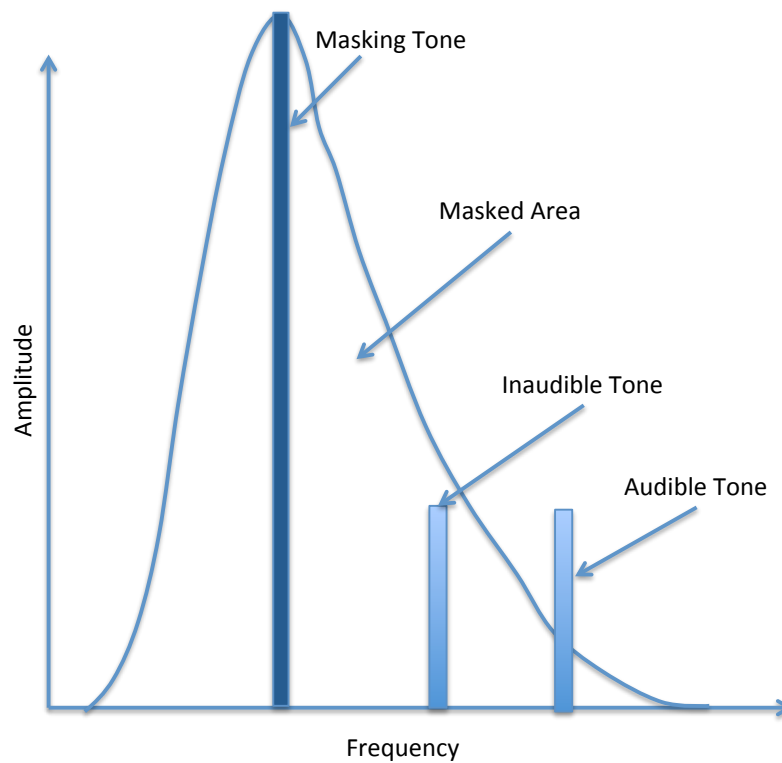 Masking Tone
Masked Area
Inaudible Tone
Audible Tone
Amplitude
Frequency